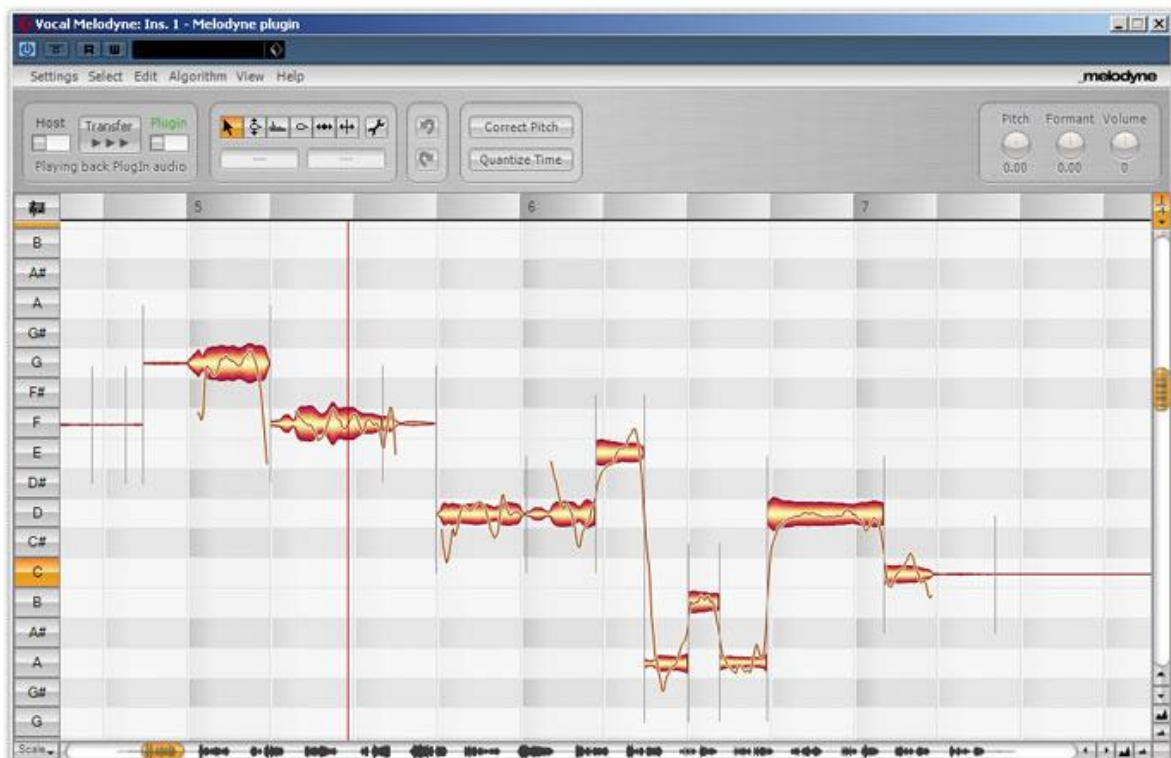 Vocal Melodyne: Ins. 1 - Melodyne plugin
R W
Settings Select Edit Algorithm View Help
melodyne
Host Transfer Plugin
Playing back PlugIn audio
--- ---
Correct Pitch
Quantize Time
Pitch Formant Volume
0.00 0.00 0
5 6 7
B
A#
A
G#
G
F#
F
E
D#
D
C#
C
B
A#
A
G#
G
Scale